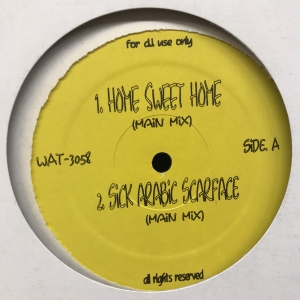 for d.j. use only
1. HOME SWEET HOME
(MAiN MiX)
WAT-3058
SiDE. A
2. SiCK ARABiC SCARFACE
(MAiN MiX)
all rights reserved